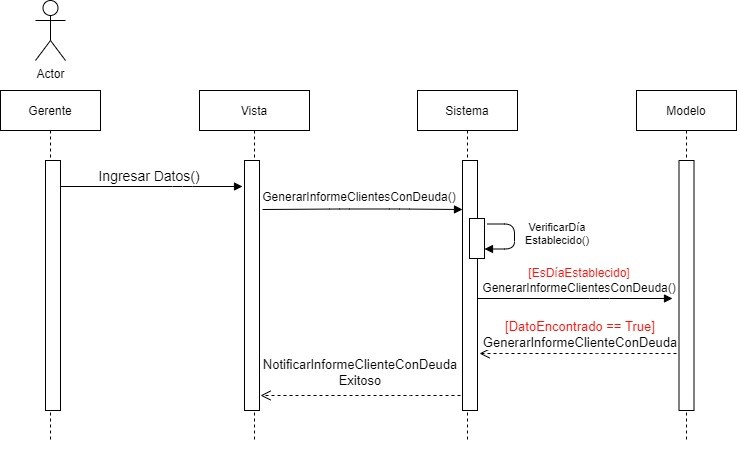 Actor
Gerente
Vista
Sistema
Modelo
Ingresar Datos()
GenerarInformeClientesConDeuda()
VerificarDía
Establecido()
[EsDíaEstablecido]
GenerarInformeClientesConDeuda()
[DatoEncontrado == True]
GenerarInformeClienteConDeuda
NotificarInformeClienteConDeuda
Exitoso